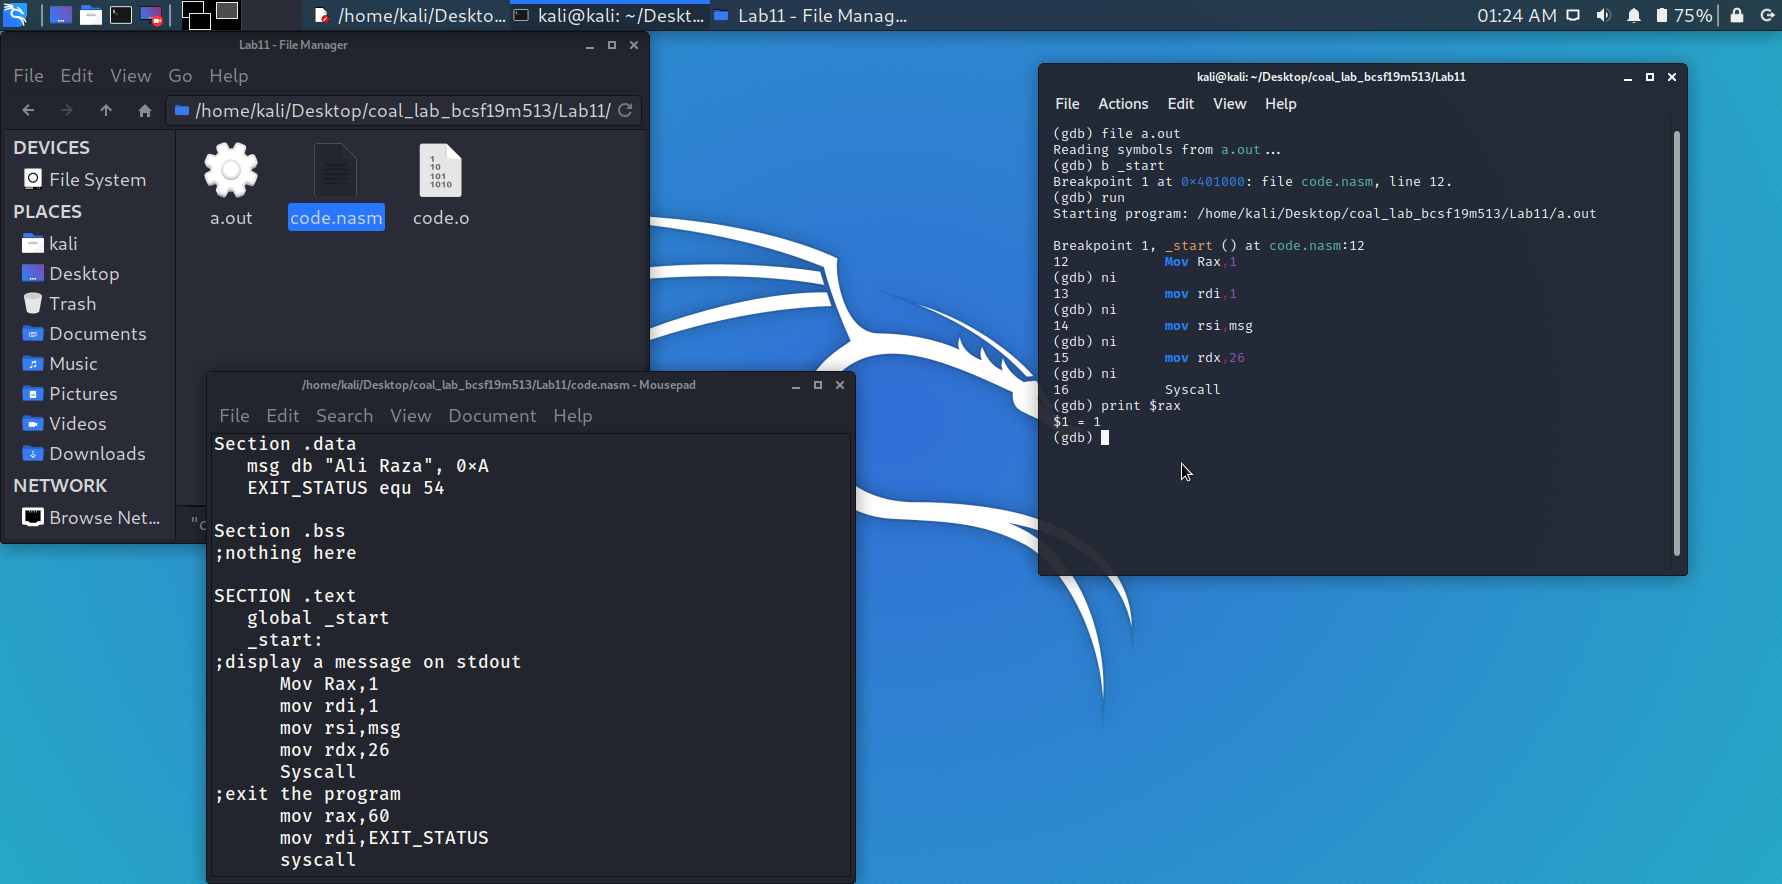 /home/kali/Deskto...
kali@kali: ~/Deskt...
Lab11 - File Manag...
01:24 AM
75%
Lab11 - File Manager
File Edit View Go Help
/home/kali/Desktop/coal_lab_bcsf19m513/Lab11/
DEVICES
File System
PLACES
kali
Desktop
Trash
Documents
Music
Pictures
Videos
Downloads
NETWORK
Browse Net...
1
10
101
1010
a.out
code.nasm
code.o
"c
/home/kali/Desktop/coal_lab_bcsf19m513/Lab11/code.nasm - Mousepad
File Edit Search View Document Help
Section .data
msg db "Ali Raza", 0×A
EXIT_STATUS equ 54
Section .bss
;nothing here
SECTION .text
global _start
_start:
;display a message on stdout
Mov Rax,1
mov rdi,1
mov rsi,msg
mov rdx,26
Syscall
;exit the program
mov rax,60
mov rdi,EXIT_STATUS
syscall
kali@kali: ~/Desktop/coal_lab_bcsf19m513/Lab11
File Actions Edit View Help
(gdb) file a.out
Reading symbols from a.out...
(gdb) b _start
Breakpoint 1 at 0×401000: file code.nasm, line 12.
(gdb) run
Starting program: /home/kali/Desktop/coal_lab_bcsf19m513/Lab11/a.out
Breakpoint 1, _start () at code.nasm:12
12 Mov Rax,1
(gdb) ni
13 mov rdi,1
(gdb) ni
14 mov rsi,msg
(gdb) ni
15 mov rdx,26
(gdb) ni
16 Syscall
(gdb) print $rax
$1 = 1
(gdb)